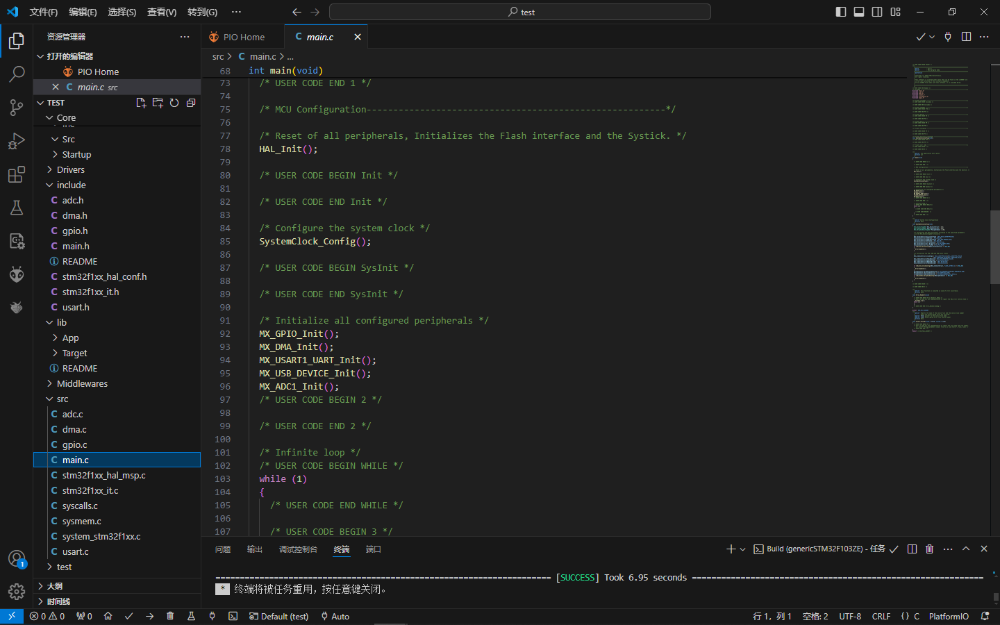 文件(F) 编辑(E) 选择(S) 查看(V) 转到(G) ··· test
资源管理器 ···
打开的编辑器
PIO Home
main.c src
TEST
Core
Src
Startup
Drivers
include
adc.h
dma.h
gpio.h
main.h
README
stm32f1xx_hal_conf.h
stm32f1xx_it.h
usart.h
lib
App
Target
README
Middlewares
src
adc.c
dma.c
gpio.c
main.c
stm32f1xx_hal_msp.c
stm32f1xx_it.c
syscalls.c
sysmem.c
system_stm32f1xx.c
usart.c
test
大纲
时间线
1
PIO Home main.c
src > main.c > ...
68 int main(void)
73 /* USER CODE END 1 */
74
75 /* MCU Configuration--------------------------------------------------------*/
76
77 /* Reset of all peripherals, Initializes the Flash interface and the Systick. */
78 HAL_Init();
79
80 /* USER CODE BEGIN Init */
81
82 /* USER CODE END Init */
83
84 /* Configure the system clock */
85 SystemClock_Config();
86
87 /* USER CODE BEGIN SysInit */
88
89 /* USER CODE END SysInit */
90
91 /* Initialize all configured peripherals */
92 MX_GPIO_Init();
93 MX_DMA_Init();
94 MX_USART1_UART_Init();
95 MX_USB_DEVICE_Init();
96 MX_ADC1_Init();
97 /* USER CODE BEGIN 2 */
98
99 /* USER CODE END 2 */
100
101 /* Infinite loop */
102 /* USER CODE BEGIN WHILE */
103 while (1)
104 {
105 /* USER CODE END WHILE */
106
107 /* USER CODE BEGIN 3 */
问题 输出 调试控制台 终端 端口 Build (genericSTM32F103ZE) - 任务
=============================================================== [SUCCESS] Took 6.95 seconds ===============================================================
* 终端将被任务重用，按任意键关闭。
0 0 0 Default (test) Auto 行 1，列 1 空格: 2 UTF-8 CRLF {} C PlatformIO